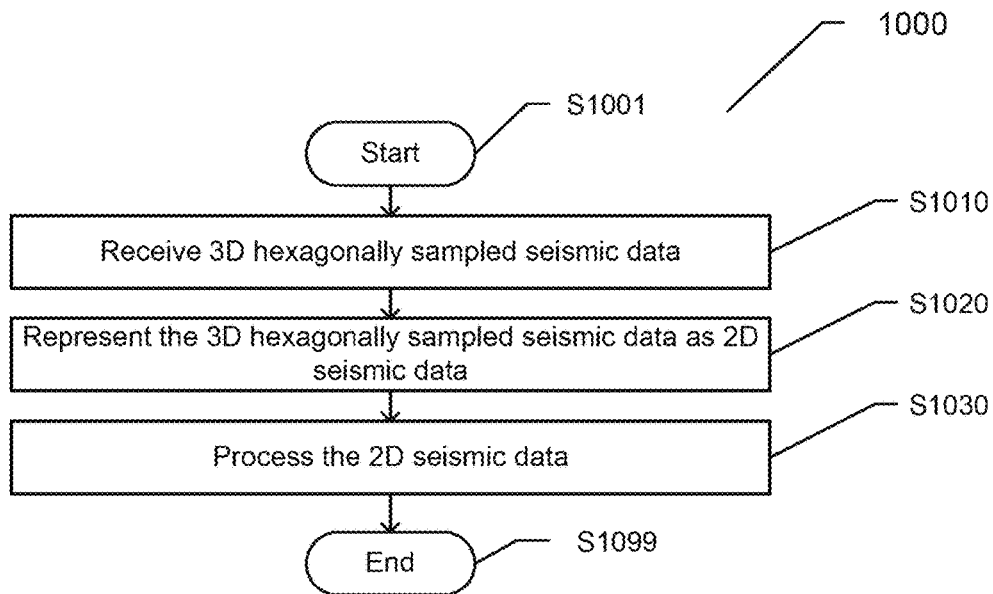 1000
S1001
Start
S1010
Receive 3D hexagonally sampled seismic data
S1020
Represent the 3D hexagonally sampled seismic data as 2D
seismic data
S1030
Process the 2D seismic data
S1099
End